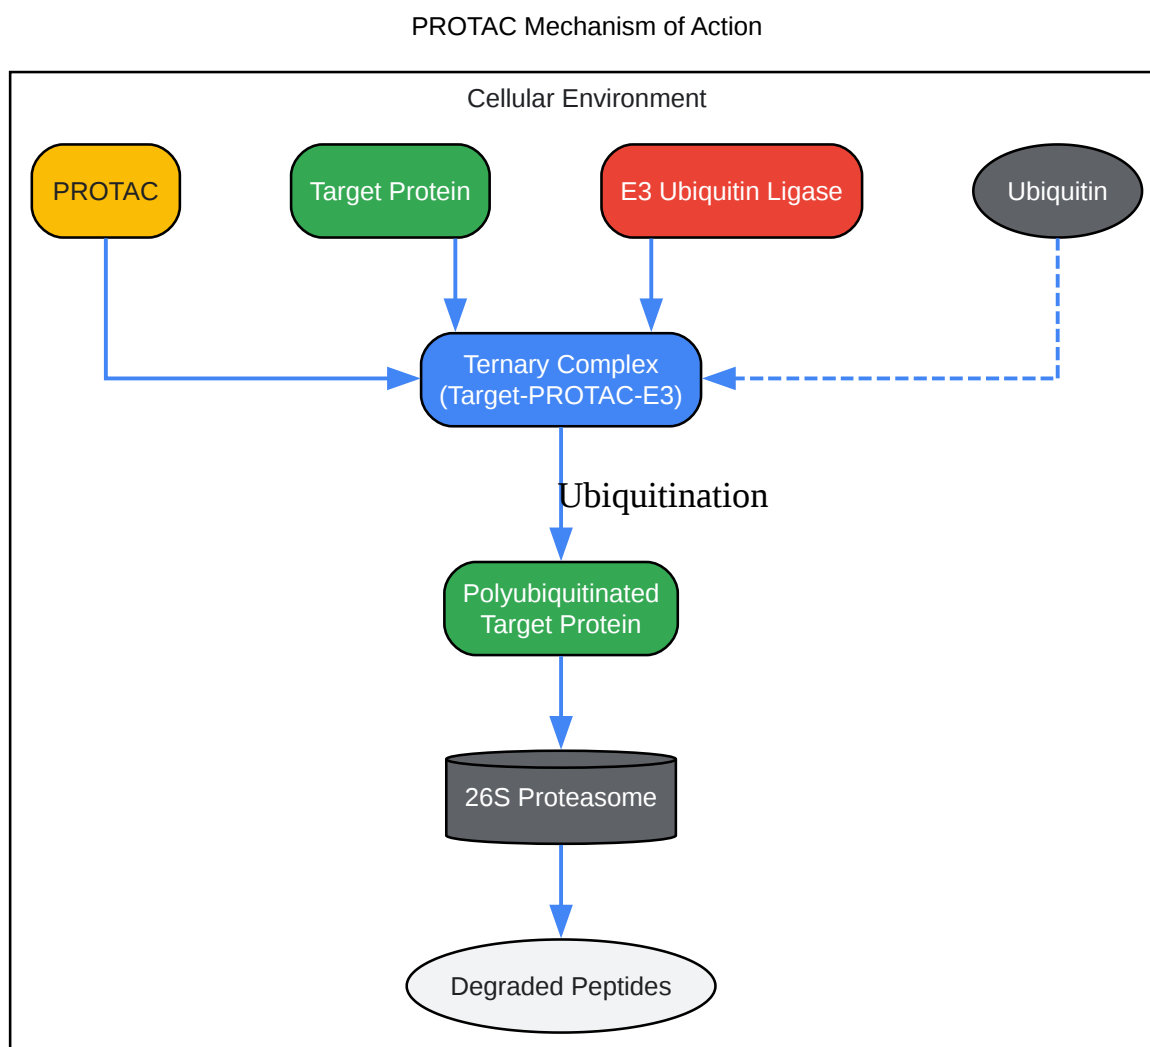 PROTAC Mechanism of Action
Cellular Environment
PROTAC
Target Protein
E3 Ubiquitin Ligase
Ubiquitin
Ternary Complex
(Target-PROTAC-E3)
Ubiquitination
Polyubiquitinated
Target Protein
26S Proteasome
Degraded Peptides